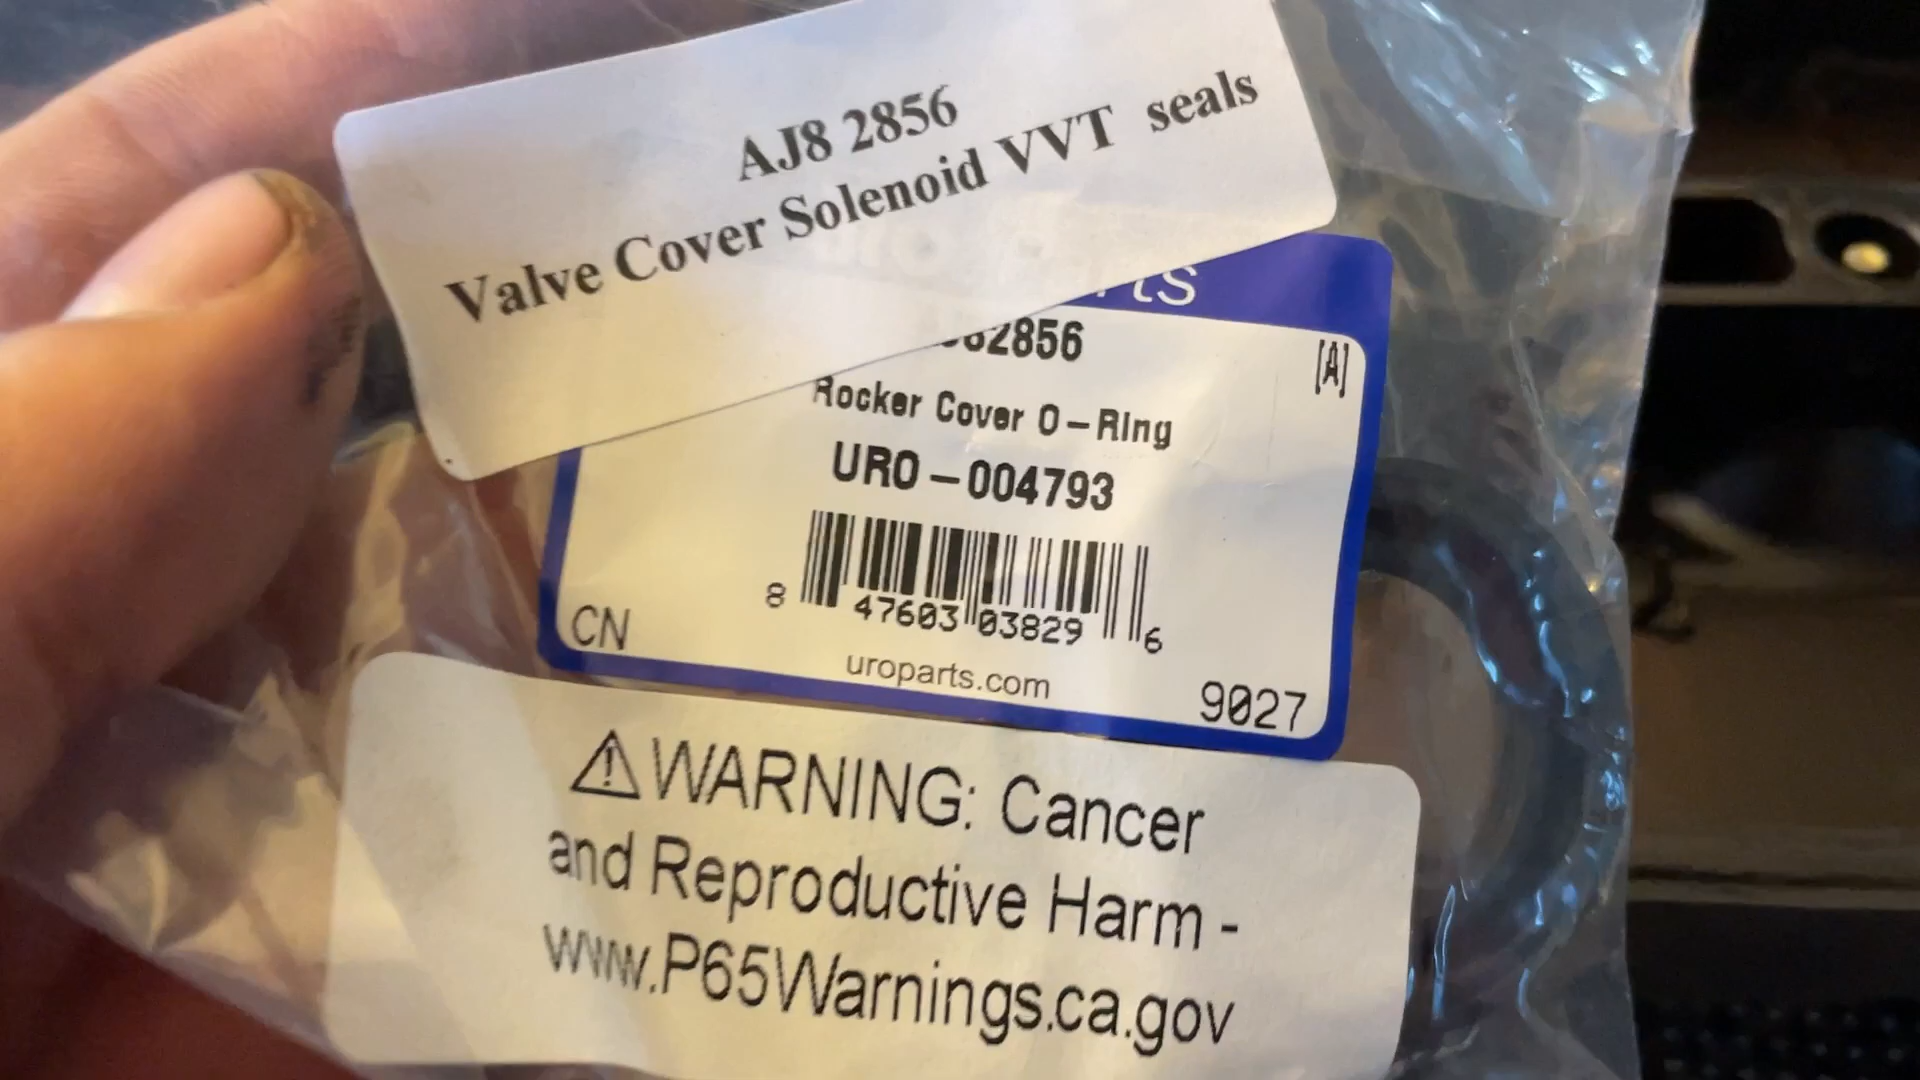 AJ8 2856
Valve Cover Solenoid VVT seals
[A]
Rocker Cover O-Ring
URO-004793
8 47603 03829 6
CN
uroparts.com
9027
⚠WARNING: Cancer
and Reproductive Harm -
www.P65Warnings.ca.gov